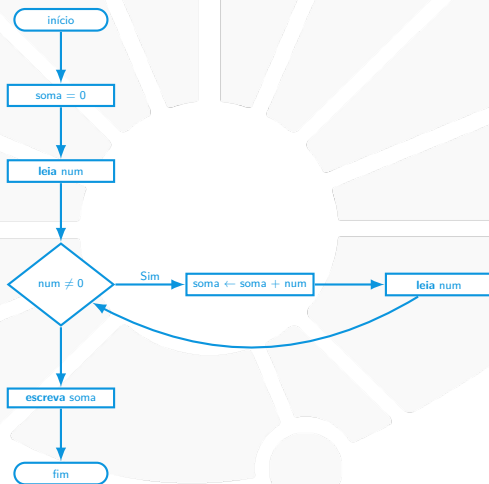 início
soma = 0
leia num
num ≠ 0
Sim
soma ← soma + num
leia num
escreva soma
fim